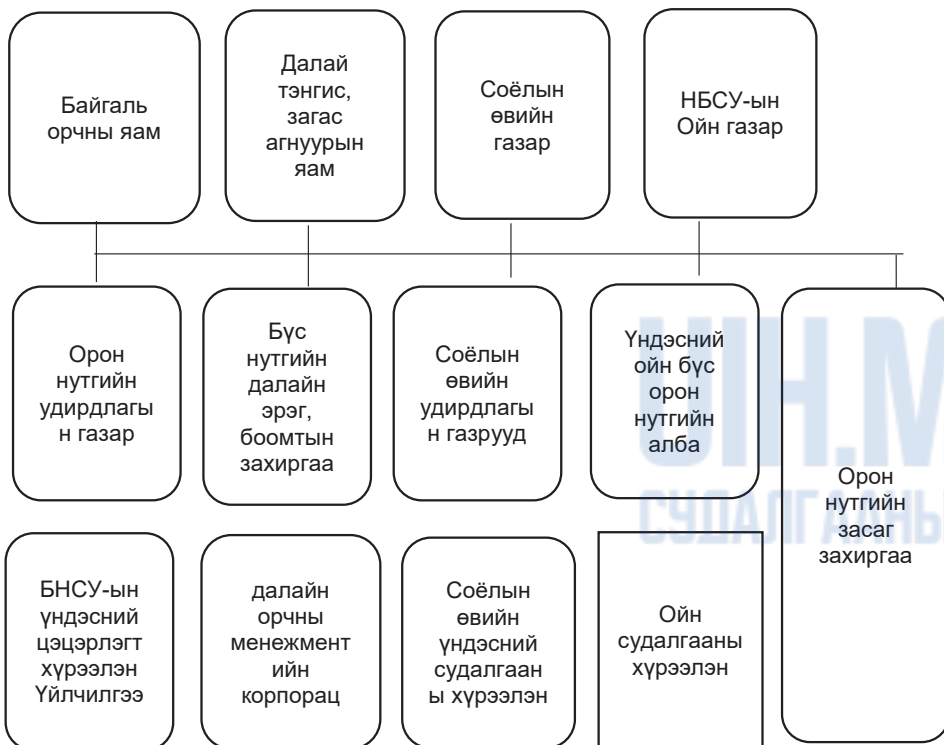 Байгаль
орчны яам
Далай
тэнгис,
загас
агнуурын
яам
Соёлын
өвийн
газар
НБСУ-ын
Ойн газар
Орон
нутгийн
удирдлагы
н газар
Бүс
нутгийн
далайн
эрэг,
боомтын
захиргаа
Соёлын
өвийн
удирдлагы
н газрууд
Үндэсний
ойн бүс
орон
нутгийн
алба
Орон
нутгийн
засаг
захиргаа
БНСУ-ын
үндэсний
цэцэрлэгт
хүрээлэн
Үйлчилгээ
далайн
орчны
менежмент
ийн
корпорац
Соёлын
өвийн
үндэсний
судалгаан
ы хүрээлэн
Ойн
судалгааны
хүрээлэн